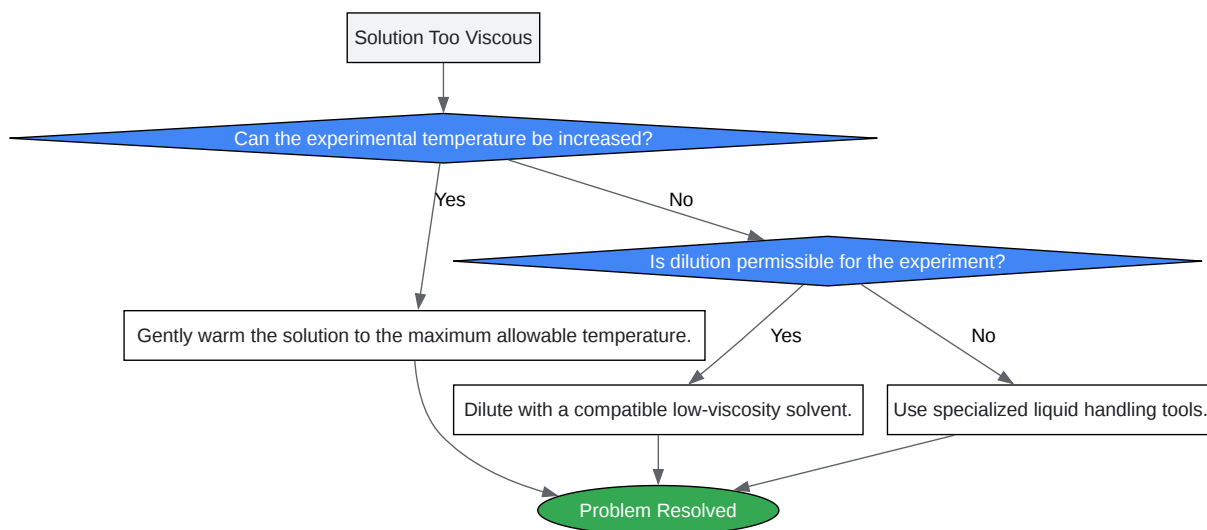 Solution Too Viscous
Can the experimental temperature be increased?
Yes
No
Is dilution permissible for the experiment?
Gently warm the solution to the maximum allowable temperature.
Yes
No
Dilute with a compatible low-viscosity solvent.
Use specialized liquid handling tools.
Problem Resolved